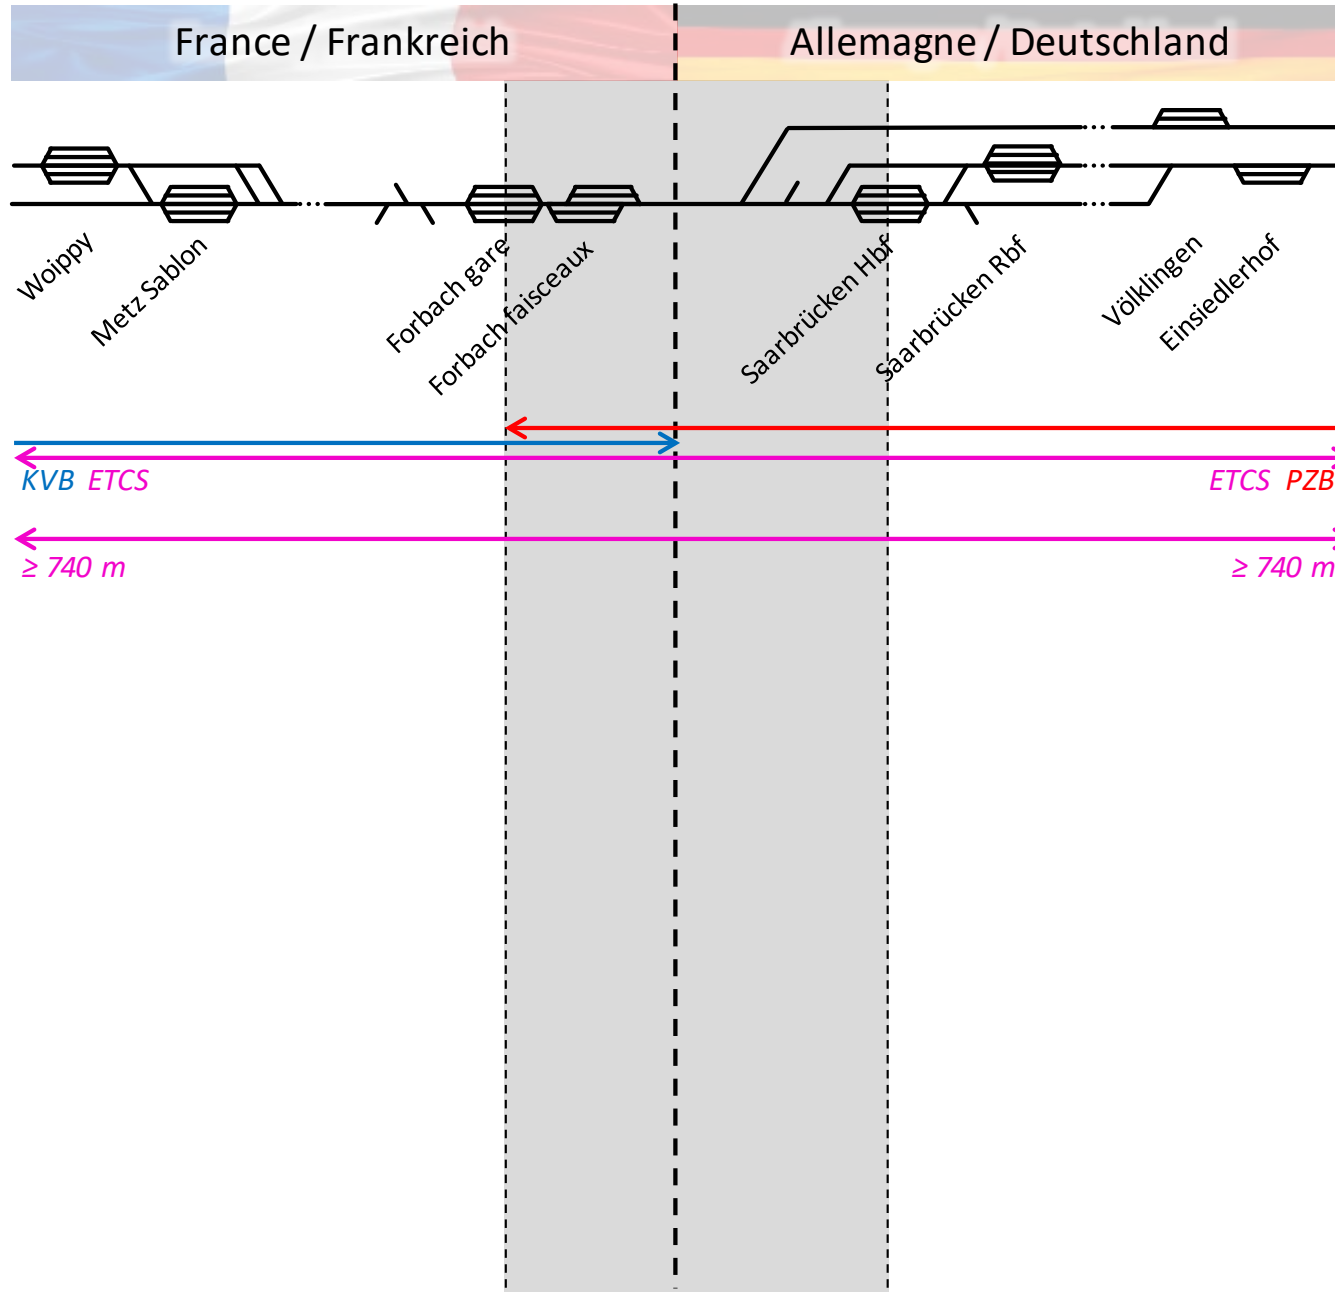 France / Frankreich
Allemagne / Deutschland
Woippy
Metz Sablon
Forbach gare
Forbach faisceaux
Saarbrücken Hbf
Saarbrücken Rbf
Völklingen
Einsiedlerhof
KVB ETCS
ETCS PZB
≥ 740 m
≥ 740 m